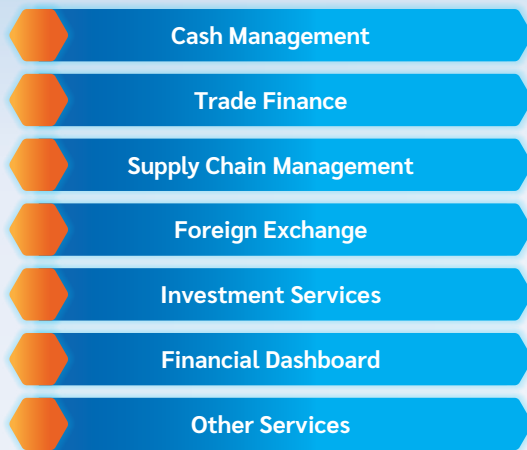 Cash Management
Trade Finance
Supply Chain Management
Foreign Exchange
Investment Services
Financial Dashboard
Other Services